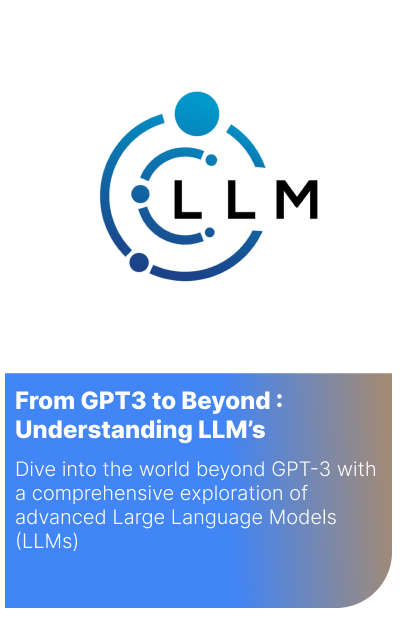 LLM
From GPT3 to Beyond :
Understanding LLM’s
Dive into the world beyond GPT-3 with
a comprehensive exploration of
advanced Large Language Models
(LLMs)